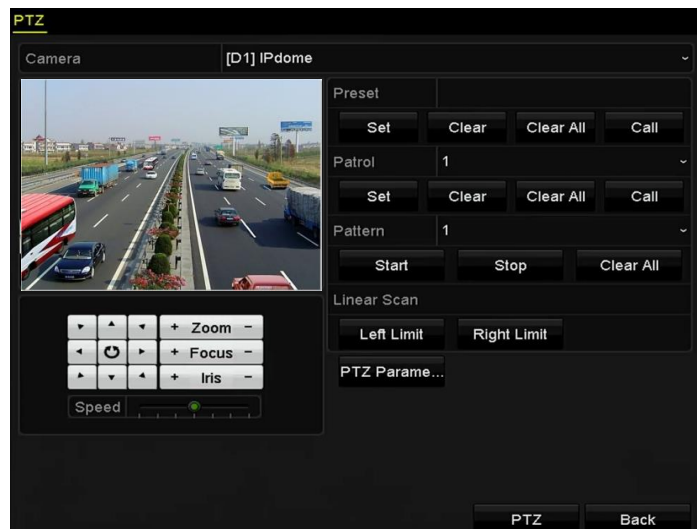 PTZ
Camera [D1] IPdome
Preset
Set Clear Clear All Call
Patrol 1
Set Clear Clear All Call
Pattern 1
Start Stop Clear All
Linear Scan
Left Limit Right Limit
PTZ Parame...
+ Zoom −
+ Focus −
+ Iris −
Speed
PTZ Back